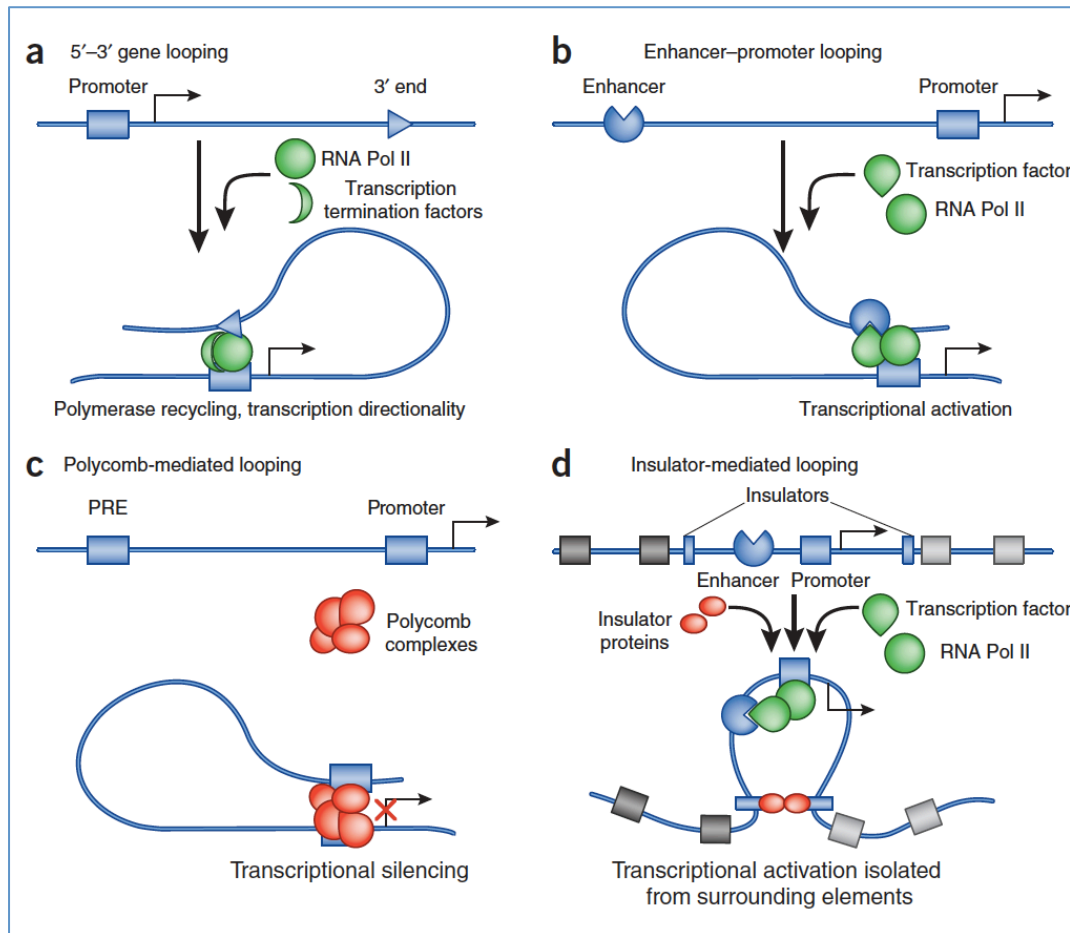 a 5′–3′ gene looping
Promoter
3′ end
RNA Pol II
Transcription
termination factors
Polymerase recycling, transcription directionality
b Enhancer–promoter looping
Enhancer
Promoter
Transcription factor
RNA Pol II
Transcriptional activation
c Polycomb-mediated looping
PRE
Promoter
Polycomb
complexes
Transcriptional silencing
d Insulator-mediated looping
Insulators
Enhancer Promoter
Insulator
proteins
Transcription factor
RNA Pol II
Transcriptional activation isolated
from surrounding elements